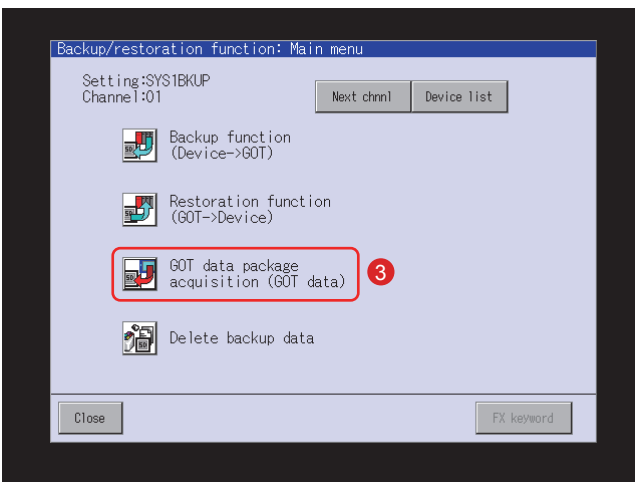 Backup/restoration function: Main menu
Setting:SYS1BKUP
Channel:01
Next chnnl
Device list
Backup function
(Device->GOT)
Restoration function
(GOT->Device)
GOT data package
acquisition (GOT data)
3
Delete backup data
Close
FX keyword